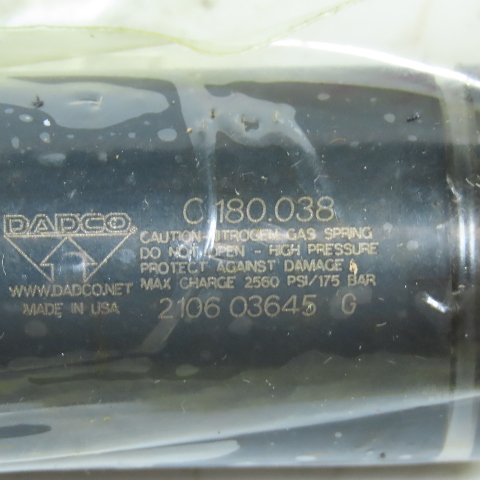 DADCO
WWW.DADCO.NET
MADE IN USA
C.180.038
CAUTION NITROGEN GAS SPRING
DO NOT OPEN - HIGH PRESSURE
PROTECT AGAINST DAMAGE
MAX CHARGE 2560 PSI/175 BAR
2106 03645 G